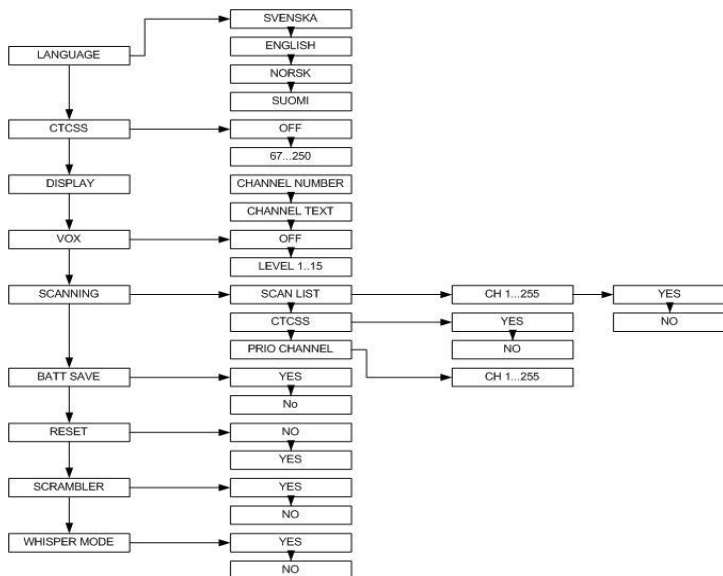 SVENSKA
ENGLISH
LANGUAGE
NORSK
SUOMI
CTCSS
OFF
67...250
DISPLAY
CHANNEL NUMBER
CHANNEL TEXT
VOX
OFF
LEVEL 1..15
SCANNING
SCAN LIST
CH 1...255
YES
CTCSS
YES
NO
PRIO CHANNEL
NO
BATT SAVE
YES
CH 1...255
No
RESET
NO
YES
SCRAMBLER
YES
NO
WHISPER MODE
YES
NO